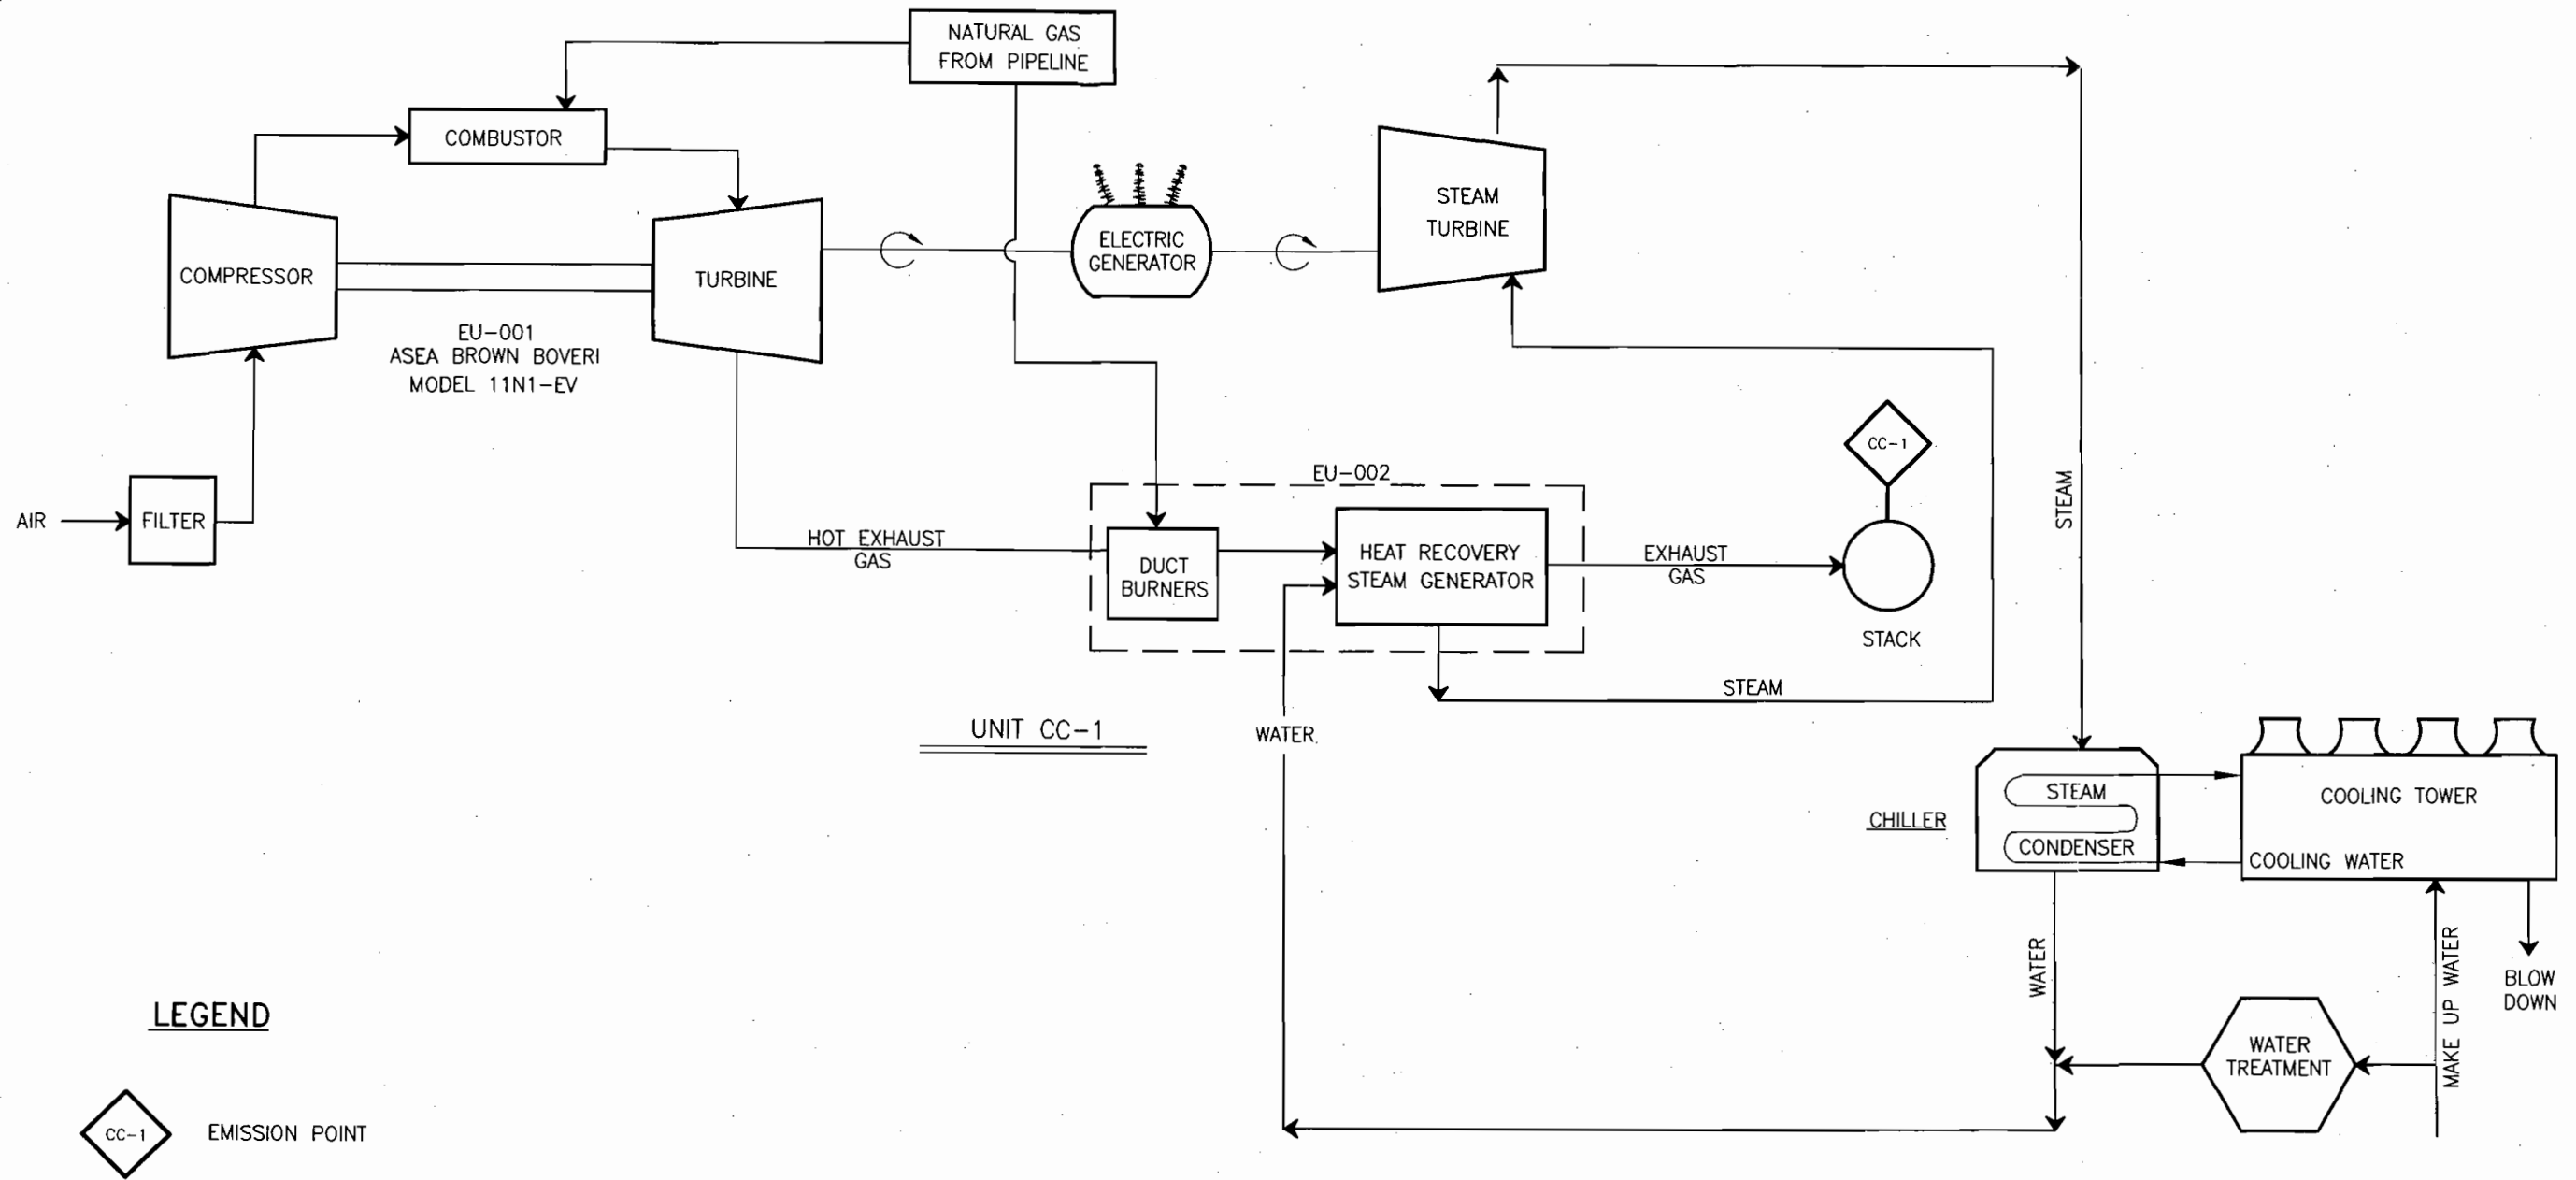 NATURAL GAS
FROM PIPELINE
COMBUSTOR
STEAM
TURBINE
ELECTRIC
GENERATOR
COMPRESSOR
TURBINE
EU-001
ASEA BROWN BOVERI
MODEL 11N1-EV
CC-1
EU-002
STEAM
AIR
FILTER
HOT EXHAUST
GAS
DUCT
BURNERS
HEAT RECOVERY
STEAM GENERATOR
EXHAUST
GAS
STACK
STEAM
UNIT CC-1
WATER
CHILLER
STEAM
CONDENSER
COOLING TOWER
COOLING WATER
WATER
MAKE UP WATER
BLOW
DOWN
WATER
TREATMENT
LEGEND
CC-1
EMISSION POINT